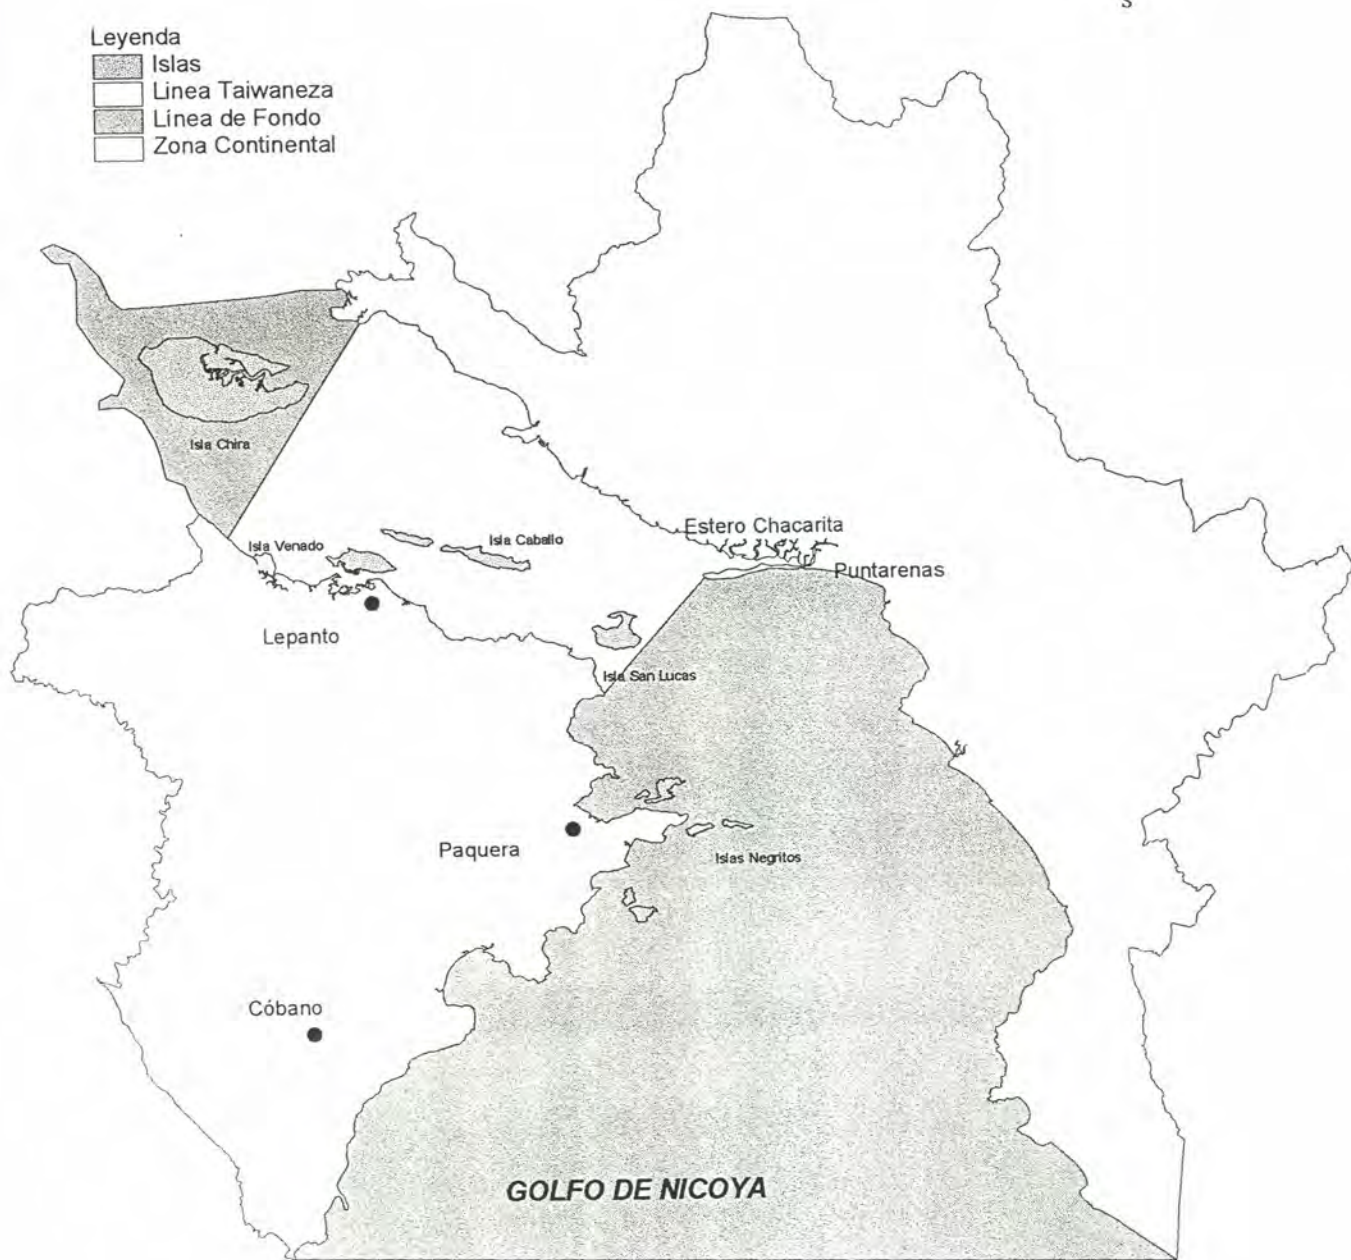 S
Leyenda
Islas
Linea Taiwaneza
Linea de Fondo
Zona Continental
Isla Chira
Estero Chacarita
Isla Venado
Isla Caballo
Puntarenas
Lepanto
Isla San Lucas
Paquera
Islas Negritos
Cóbano
GOLFO DE NICOYA